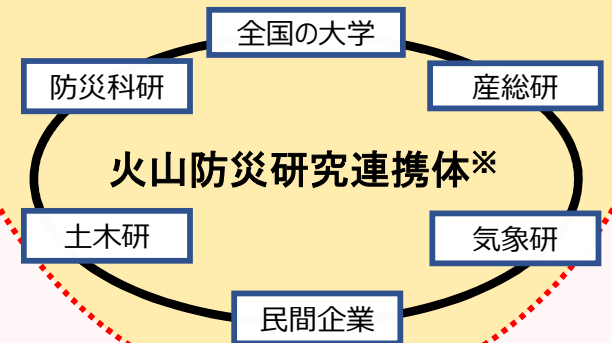 全国の大学
防災科研
産総研
火山防災研究連携体※
土木研
気象研
民間企業